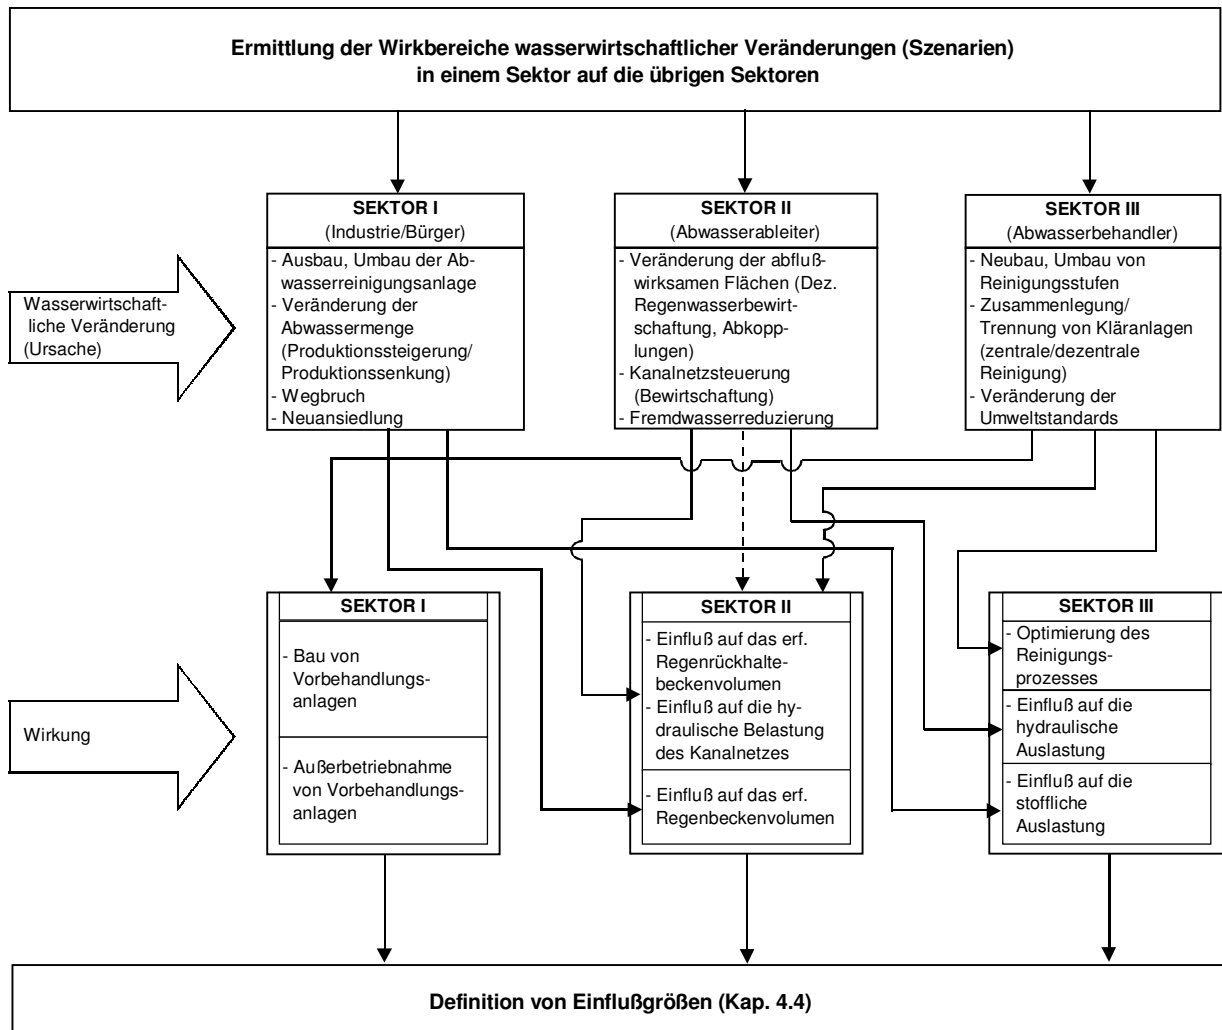 Ermittlung der Wirkbereiche wasserwirtschaftlicher Veränderungen (Szenarien)
in einem Sektor auf die übrigen Sektoren
Wasserwirtschaft-
liche Veränderung
(Ursache)
SEKTOR I
(Industrie/Bürger)
- Ausbau, Umbau der Ab-
wasserreinigungsanlage
- Veränderung der
Abwassermenge
(Produktionssteigerung/
Produktionssenkung)
- Wegbruch
- Neuansiedlung
SEKTOR II
(Abwasserableiter)
- Veränderung der abfluß-
wirksamen Flächen (Dez.
Regenwasserbewirt-
schaftung, Abkopp-
lungen)
- Kanalnetzsteuerung
(Bewirtschaftung)
- Fremdwasserreduzierung
SEKTOR III
(Abwasserbehandler)
- Neubau, Umbau von
Reinigungsstufen
- Zusammenlegung/
Trennung von Kläranlagen
(zentrale/dezentrale
Reinigung)
- Veränderung der
Umweltstandards
Wirkung
SEKTOR I
- Bau von
Vorbehandlungs-
anlagen
- Außerbetriebnahme
von Vorbehandlungs-
anlagen
SEKTOR II
- Einfluß auf das erf.
Regenrückhalte-
beckenvolumen
- Einfluß auf die hy-
draulische Belastung
des Kanalnetzes
- Einfluß auf das erf.
Regenbeckenvolumen
SEKTOR III
- Optimierung des
Reinigungs-
prozesses
- Einfluß auf die
hydraulische
Auslastung
- Einfluß auf die
stoffliche
Auslastung
Definition von Einflußgrößen (Kap. 4.4)